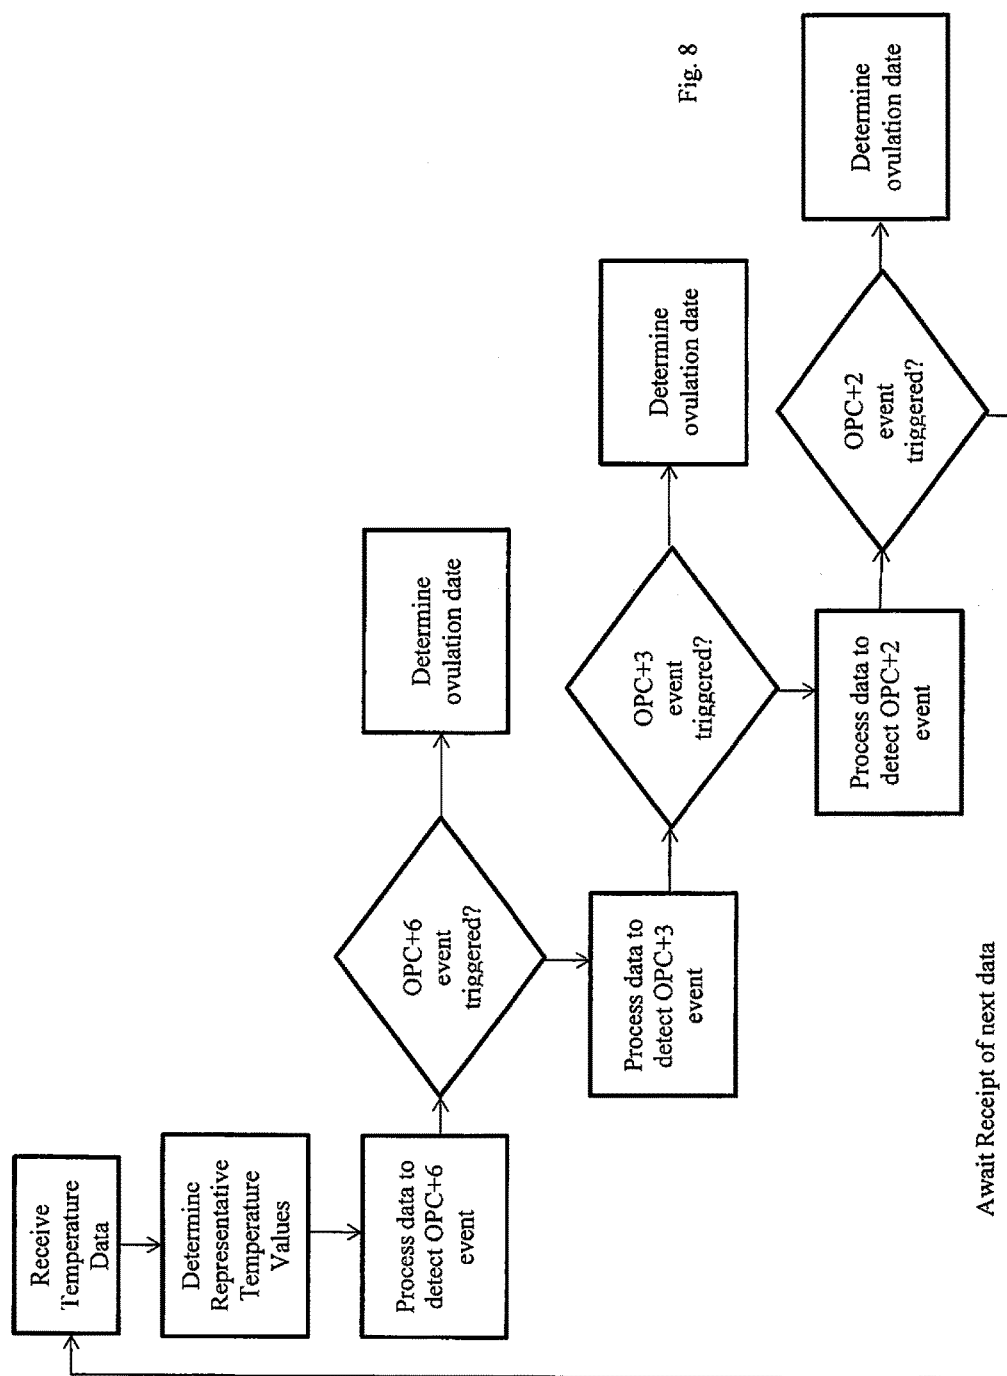 Receive
Temperature
Data
Determine
Representative
Temperature
Values
Process data to
detect OPC+6
event
OPC+6
event
triggered?
Determine
ovulation date
Process data to
detect OPC+3
event
OPC+3
event
triggered?
Determine
ovulation date
Process data to
detect OPC+2
event
OPC+2
event
triggered?
Determine
ovulation date
Await Receipt of next data
Fig. 8